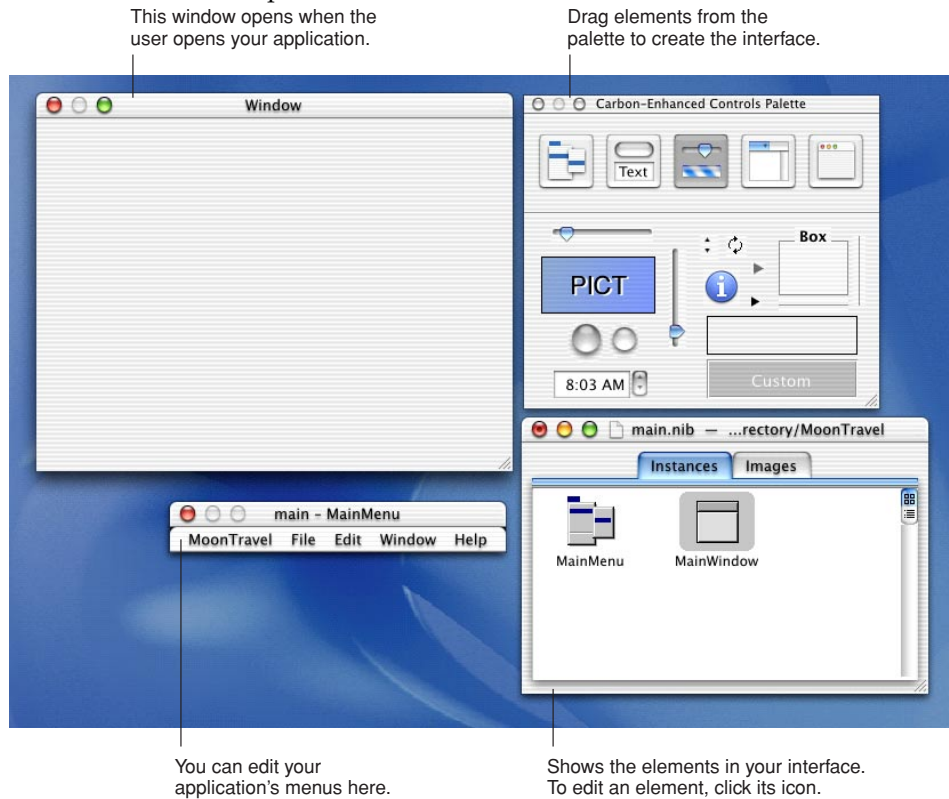 This window opens when the
user opens your application.
Drag elements from the
palette to create the interface.
Window
Carbon-Enhanced Controls Palette
Text
Box
PICT
8:03 AM
Custom
main.nib — ...rectory/MoonTravel
Instances Images
MainMenu MainWindow
main - MainMenu
MoonTravel File Edit Window Help
You can edit your
application's menus here.
Shows the elements in your interface.
To edit an element, click its icon.